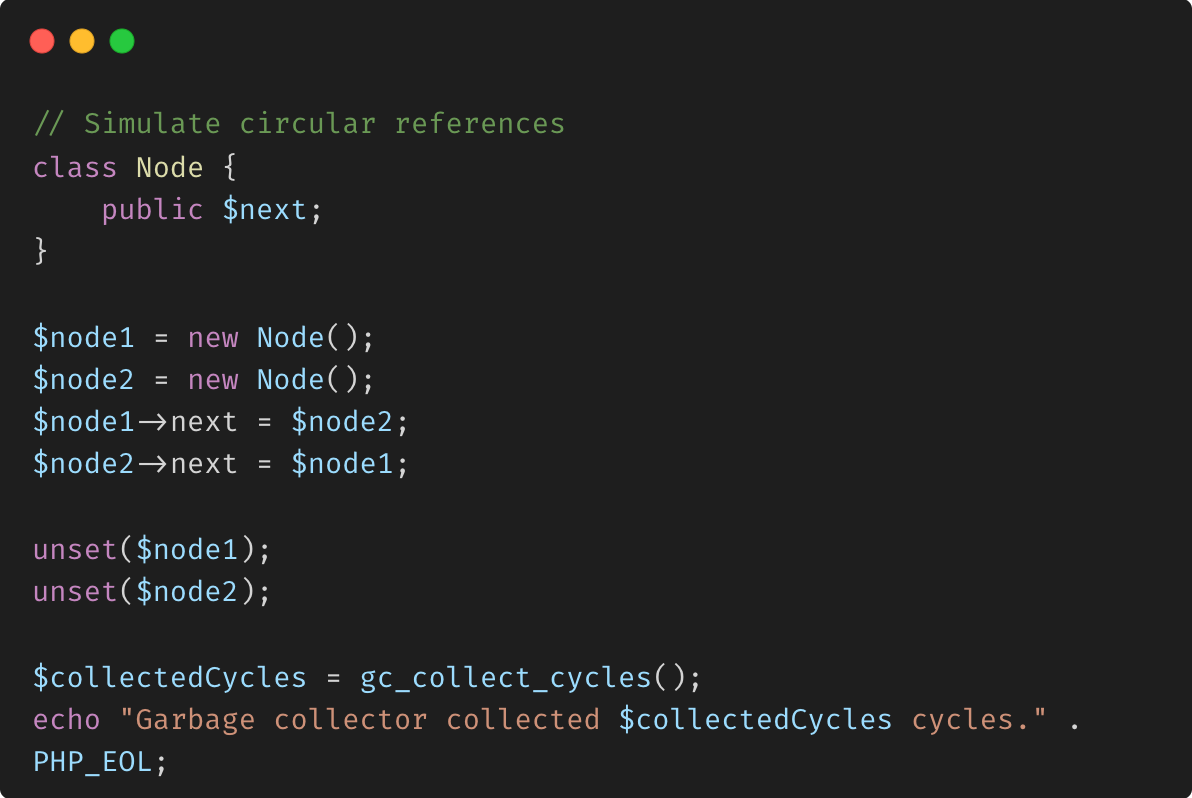 // Simulate circular references
class Node {
    public $next;
}

$node1 = new Node();
$node2 = new Node();
$node1->next = $node2;
$node2->next = $node1;

unset($node1);
unset($node2);

$collectedCycles = gc_collect_cycles();
echo "Garbage collector collected $collectedCycles cycles." .
PHP_EOL;